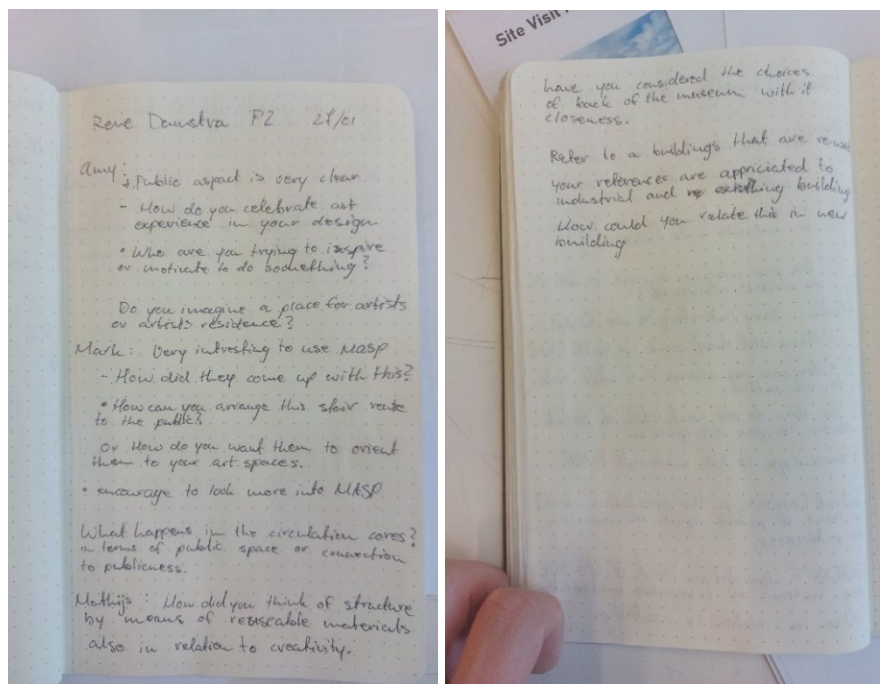 Rene Damstra P2 27/01
Amy:
+ Public aspect is very clear
- How do you celebrate art
experience in your design
• Who are you trying to inspire
or motivate to do something?
Do you imagine a place for artists
or artists residence?
Mark: Very intresting to use MASP
- How did they come up with this?
• How can you arrange this stair route
to the public?
Or How do you want them to orient
them to your art spaces.
• encourage to look more into MASP
What happens in the circulation cores?
in terms of public space or connection
to publicness.
Mathijs: How did you think of structure
by means of reuseable materials
also in relation to creativity.
Site Visit
have you considered the choices
of back of the museum with it
closeness.
Refer to a buildings that are re-use
your references are appriciated to
industrial and building
How could you relate this in new
building